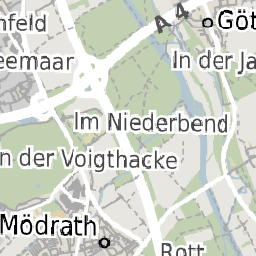 nfeld
A 4
Göt
eemaar
In der Ja
Im Niederbend
n der Voigthacke
Mödrath
Rott